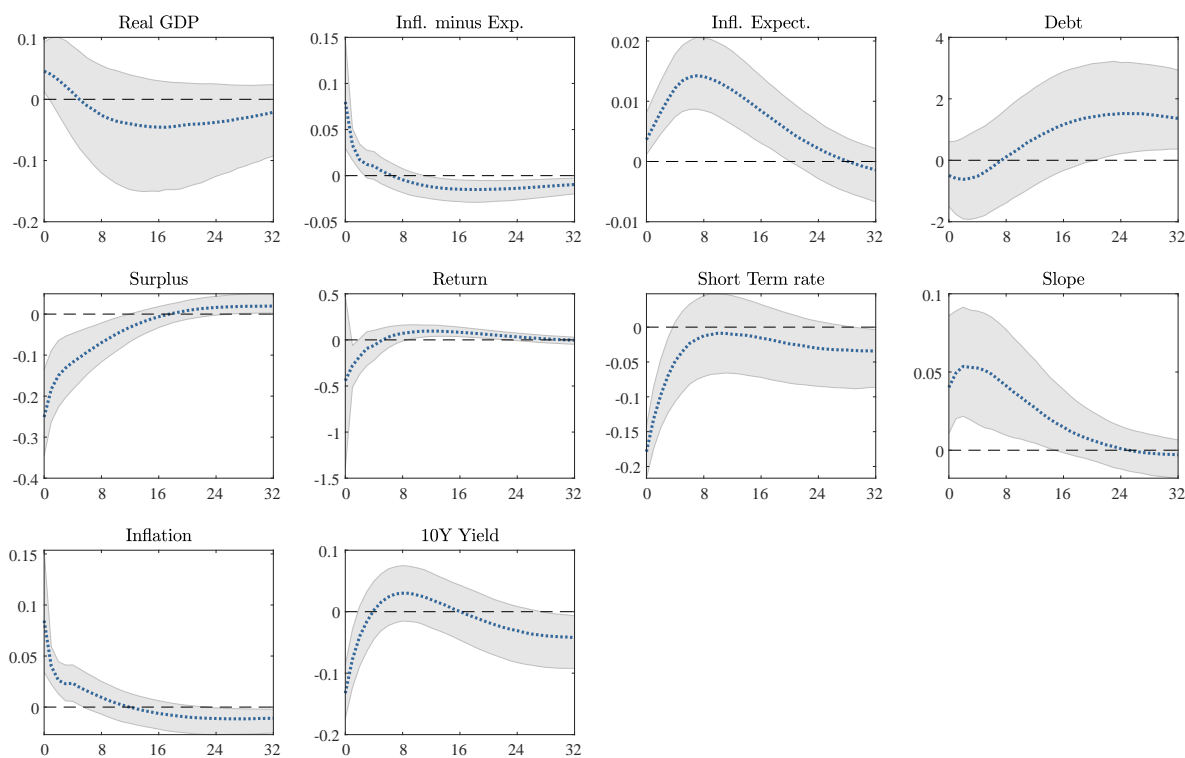 Real GDP
0.1
0
-0.1
-0.2
0 8 16 24 32
Infl. minus Exp.
0.15
0.1
0.05
0
-0.05
0 8 16 24 32
Infl. Expect.
0.02
0.01
0
-0.01
0 8 16 24 32
Debt
4
2
0
-2
0 8 16 24 32
Surplus
0
-0.1
-0.2
-0.3
-0.4
0 8 16 24 32
Return
0.5
0
-0.5
-1
-1.5
0 8 16 24 32
Short Term rate
0
-0.05
-0.1
-0.15
-0.2
0 8 16 24 32
Slope
0.1
0.05
0
0 8 16 24 32
Inflation
0.15
0.1
0.05
0
0 8 16 24 32
10Y Yield
0.1
0
-0.1
-0.2
0 8 16 24 32